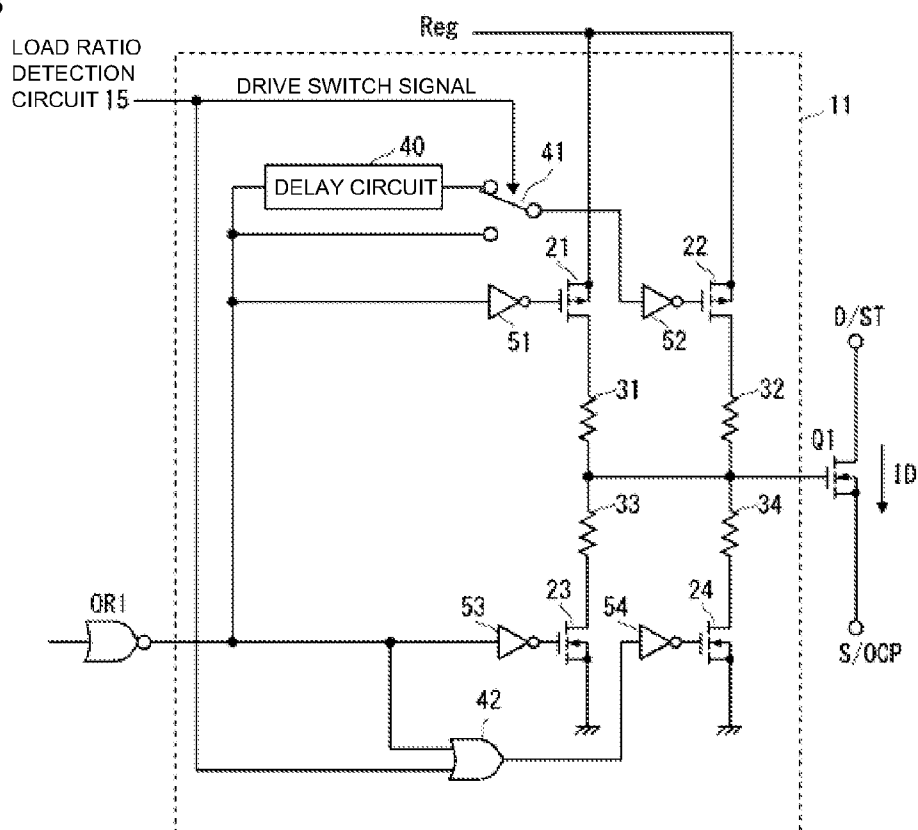 Reg
LOAD RATIO
DETECTION
CIRCUIT 15
DRIVE SWITCH SIGNAL
11
40
DELAY CIRCUIT
41
21
22
51
52
D/ST
31
32
Q1
ID
33
34
OR1
53
23
54
24
S/OCP
42